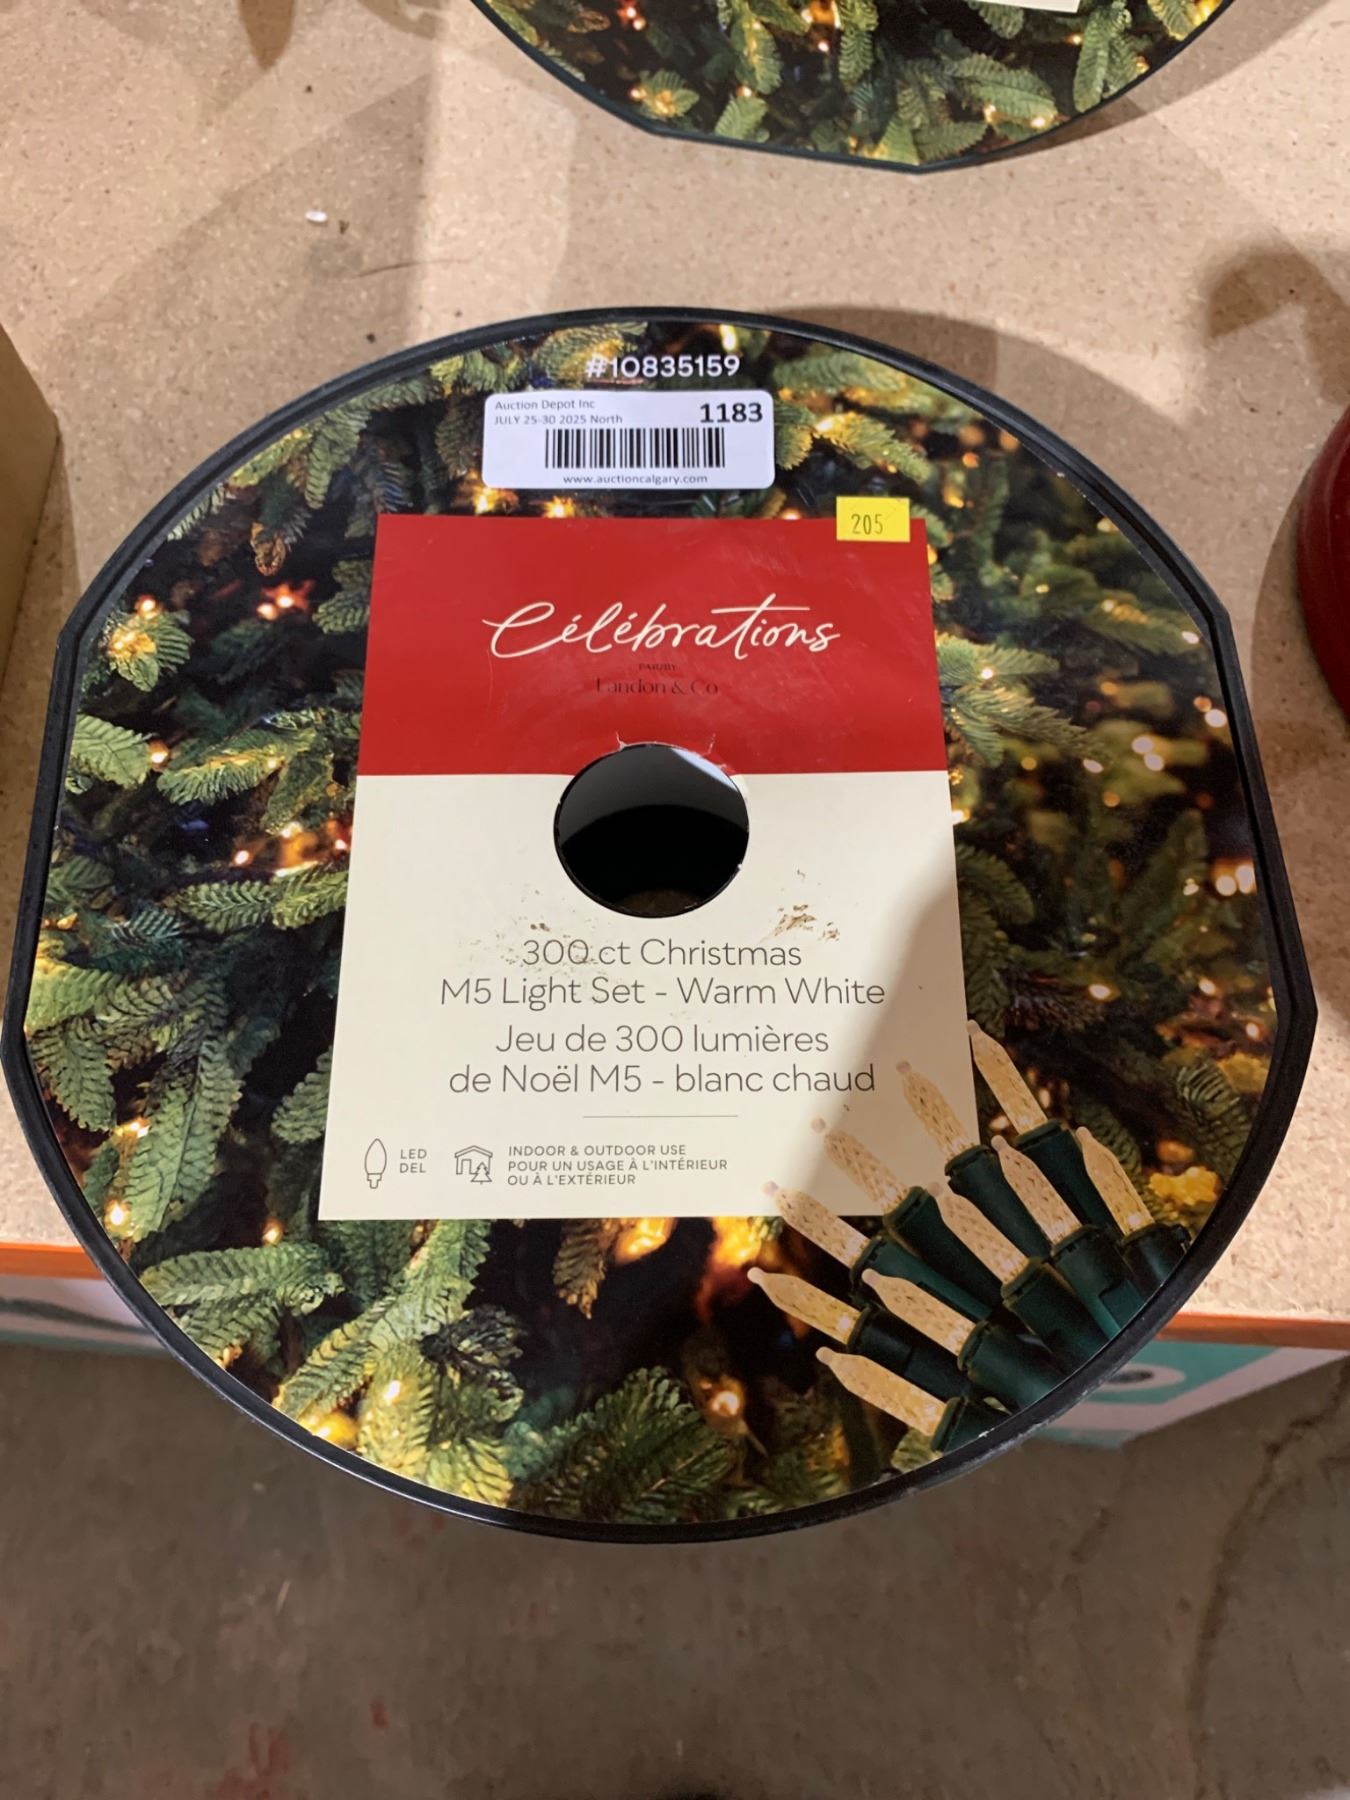 #10835159
Auction Depot Inc
JULY 25-30 2025 North
1183
www.auctioncalgary.com
205
Célébrations
PAR/BY
Landon & Co
300 ct Christmas
M5 Light Set - Warm White
Jeu de 300 lumières
de Noël M5 - blanc chaud
LED
DEL
INDOOR & OUTDOOR USE
POUR UN USAGE À L'INTÉRIEUR
OU À L'EXTÉRIEUR